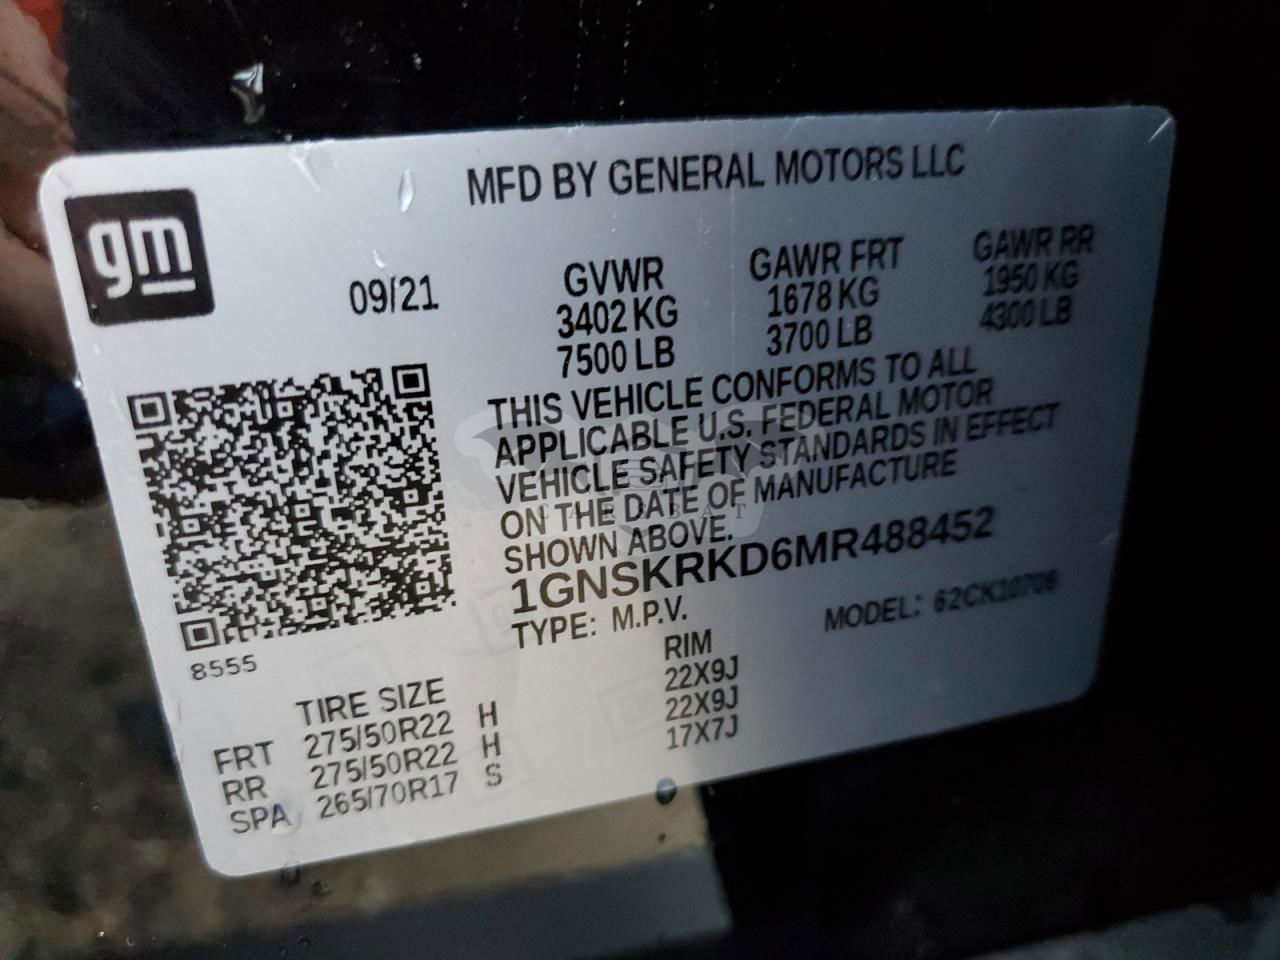 gm
MFD BY GENERAL MOTORS LLC
09/21
GVWR
3402 KG
7500 LB
GAWR FRT
1678 KG
3700 LB
GAWR RR
1950 KG
4300 LB
THIS VEHICLE CONFORMS TO ALL
APPLICABLE U.S. FEDERAL MOTOR
VEHICLE SAFETY STANDARDS IN EFFECT
ON THE DATE OF MANUFACTURE
SHOWN ABOVE.
CARSBAT
1GNSKRKD6MR488452
TYPE: M.P.V.
MODEL: 62CK10706
8555
TIRE SIZE RIM
FRT 275/50R22 H 22X9J
RR 275/50R22 H 22X9J
SPA 265/70R17 S 17X7J